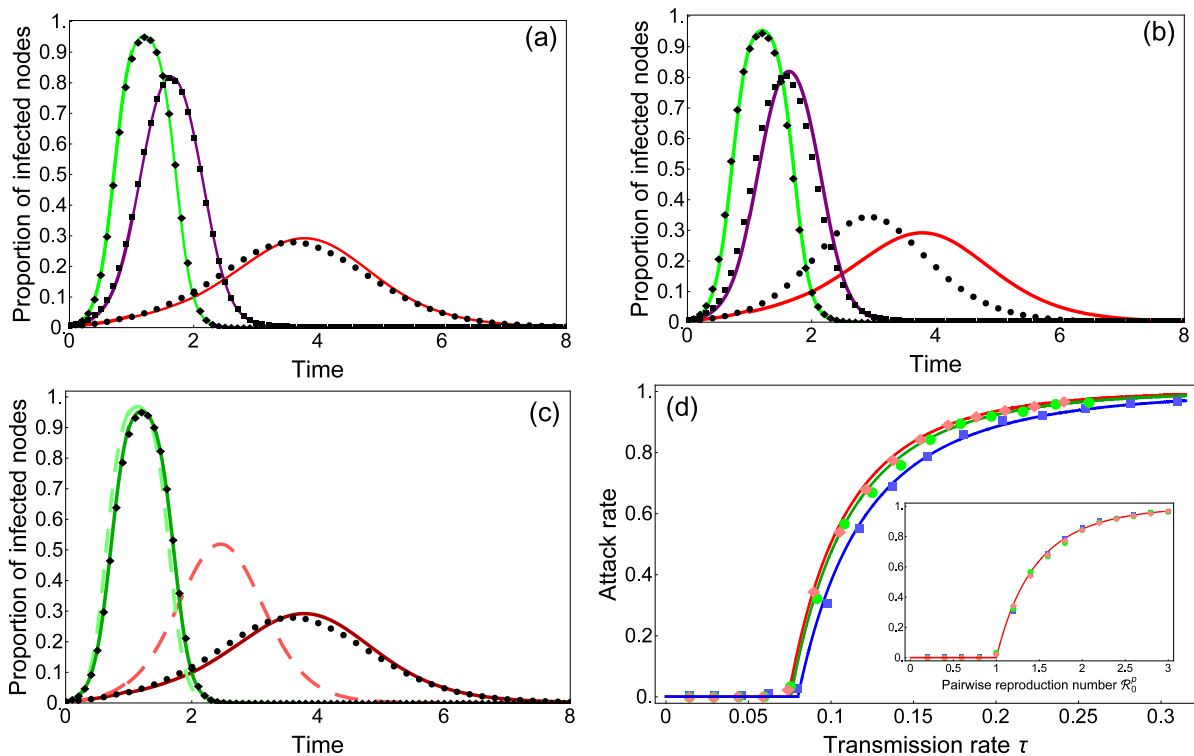 (a)
Proportion of infected nodes
1.
0.9
0.8
0.7
0.6
0.5
0.4
0.3
0.2
0.1
0
0 2 4 6 8
Time
(b)
Proportion of infected nodes
1.
0.9
0.8
0.7
0.6
0.5
0.4
0.3
0.2
0.1
0
0 2 4 6 8
Time
(c)
Proportion of infected nodes
1.
0.9
0.8
0.7
0.6
0.5
0.4
0.3
0.2
0.1
0
0 2 4 6 8
Time
(d)
Attack rate
1.
0.8
0.6
0.4
0.2
0.
0. 0.05 0.1 0.15 0.2 0.25 0.3
Transmission rate τ
1.
0.8
0.6
0.4
0.2
0.
0. 0.5 1. 1.5 2. 2.5 3.
Pairwise reproduction number ℛ₀ᵖ